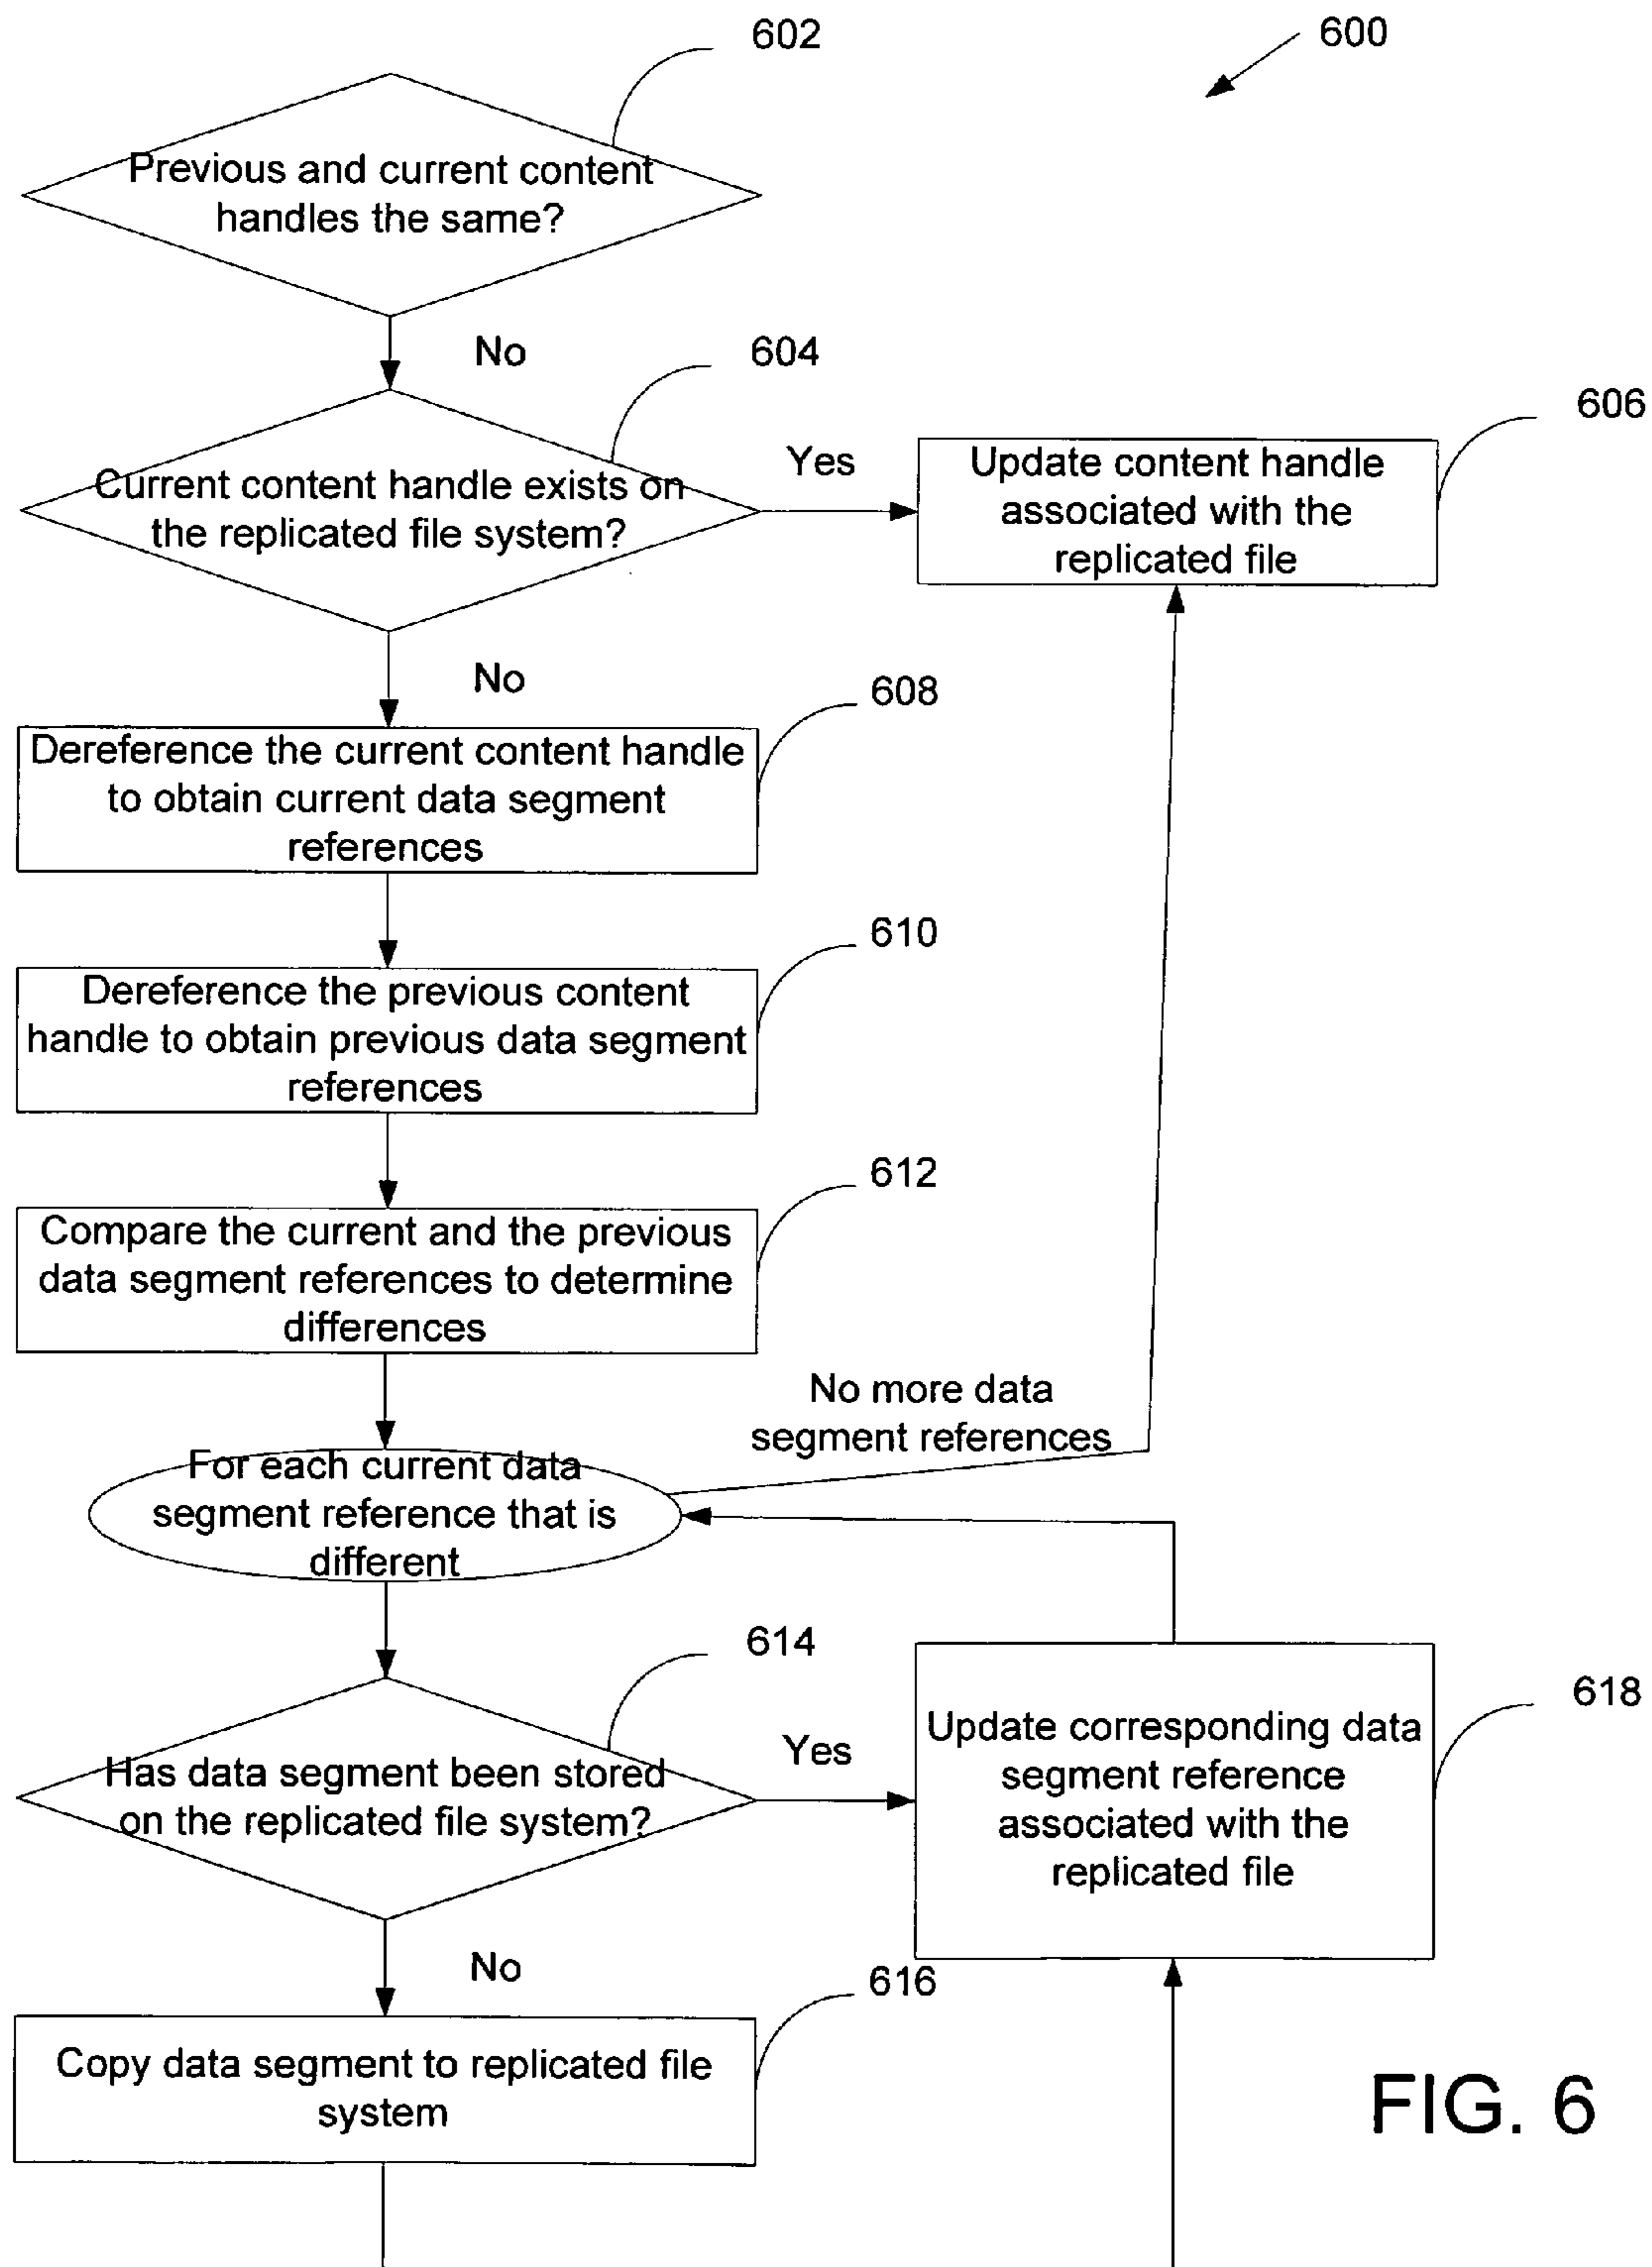 602
600
Previous and current content
handles the same?
No
604
606
Current content handle exists on
the replicated file system?
Yes
Update content handle
associated with the
replicated file
No
608
Dereference the current content handle
to obtain current data segment
references
610
Dereference the previous content
handle to obtain previous data segment
references
612
Compare the current and the previous
data segment references to determine
differences
No more data
segment references
For each current data
segment reference that is
different
614
618
Has data segment been stored
on the replicated file system?
Yes
Update corresponding data
segment reference
associated with the
replicated file
No
616
Copy data segment to replicated file
system
FIG. 6